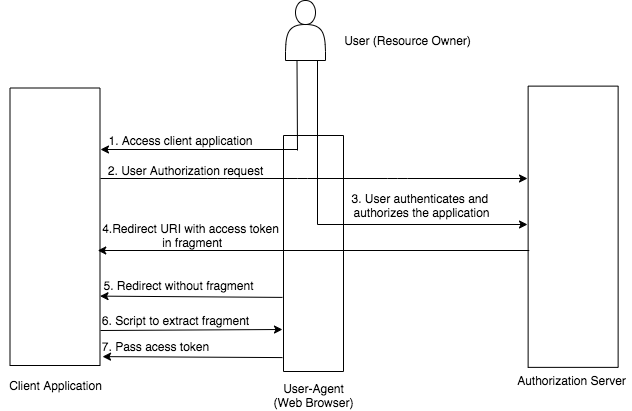 User (Resource Owner)
1. Access client application
2. User Authorization request
3. User authenticates and
authorizes the application
4.Redirect URI with access token
in fragment
5. Redirect without fragment
6. Script to extract fragment
7. Pass acess token
Client Application
User-Agent
(Web Browser)
Authorization Server